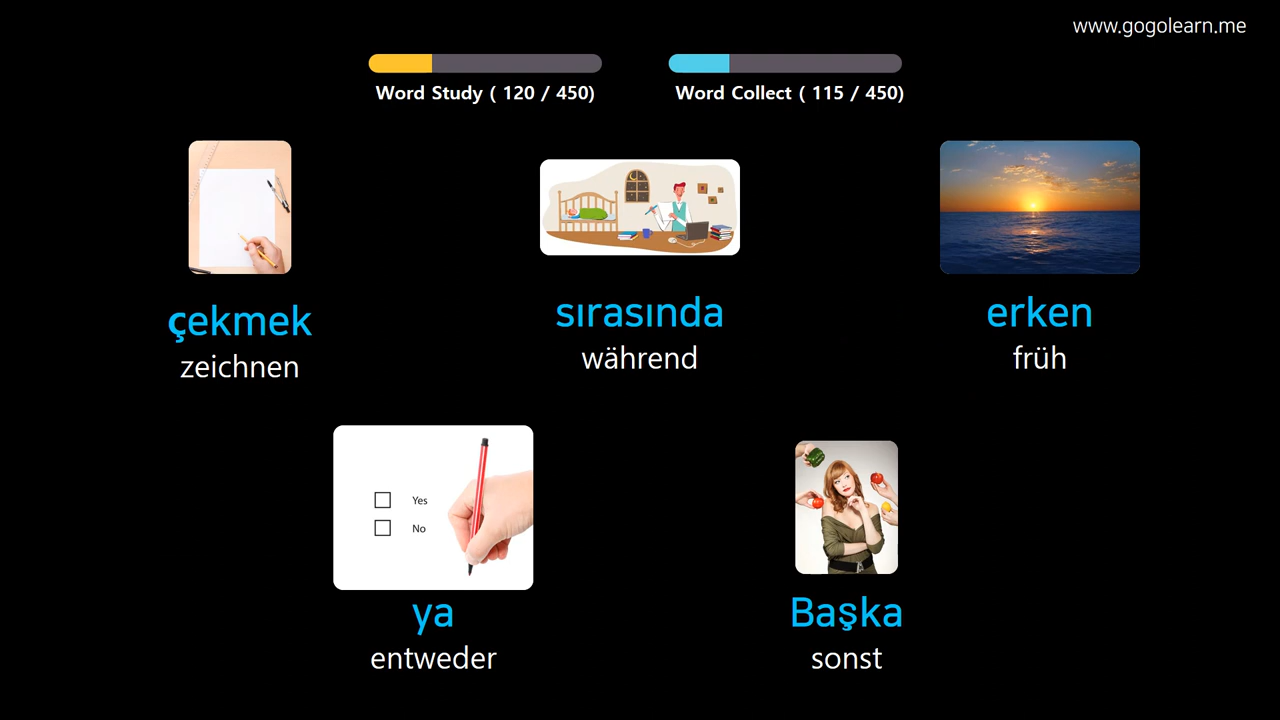 www.gogolearn.me
Word Study ( 120 / 450)
Word Collect ( 115 / 450)
çekmek
zeichnen
sırasında
während
erken
früh
Yes
No
ya
entweder
Başka
sonst